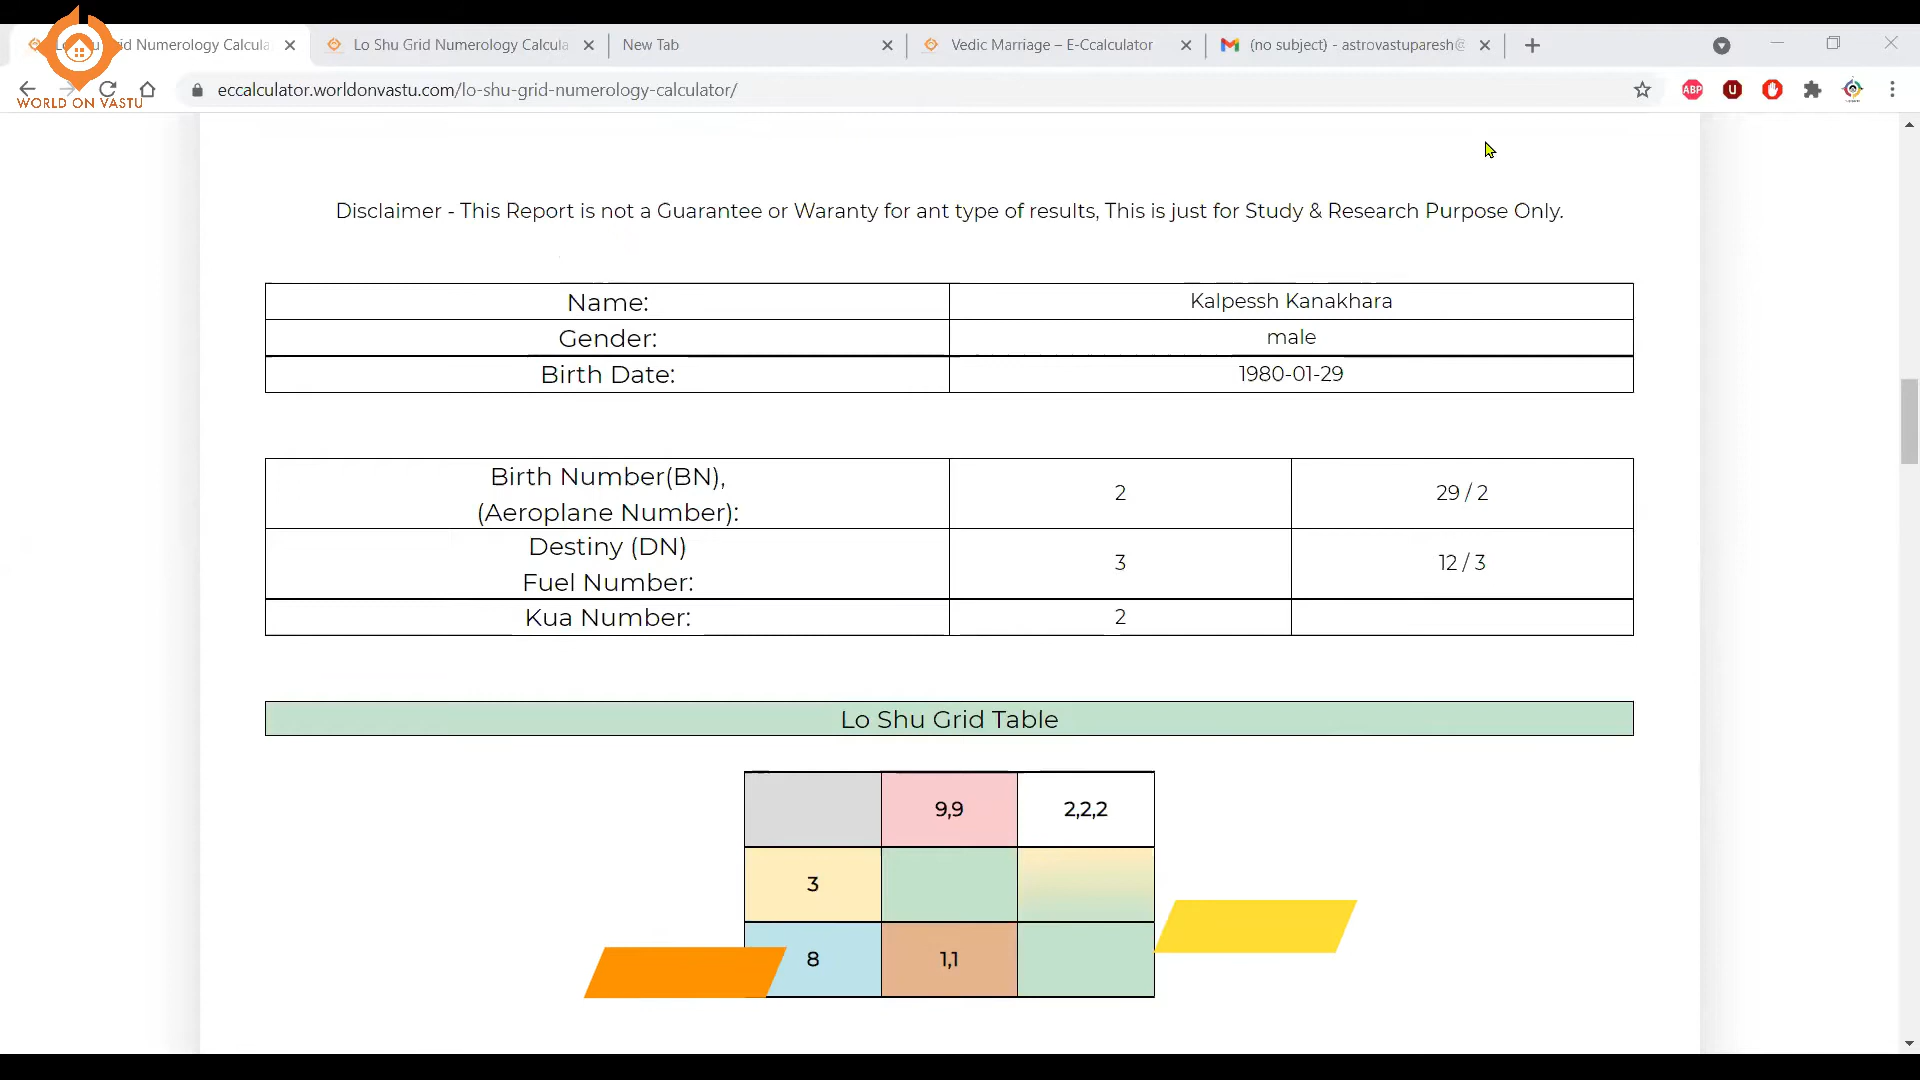 Lo Shu Grid Numerology Calcula
Lo Shu Grid Numerology Calcula
New Tab
Vedic Marriage – E-Ccalculator
(no subject) - astrovastuparesh@
WORLD ON VASTU
eccalculator.worldonvastu.com/lo-shu-grid-numerology-calculator/
ABP
Disclaimer - This Report is not a Guarantee or Waranty for ant type of results, This is just for Study & Research Purpose Only.
Name: Kalpessh Kanakhara
Gender: male
Birth Date: 1980-01-29
Birth Number(BN),
(Aeroplane Number): 2 29 / 2
Destiny (DN)
Fuel Number: 3 12 / 3
Kua Number: 2
Lo Shu Grid Table
9,9 2,2,2
3
8 1,1